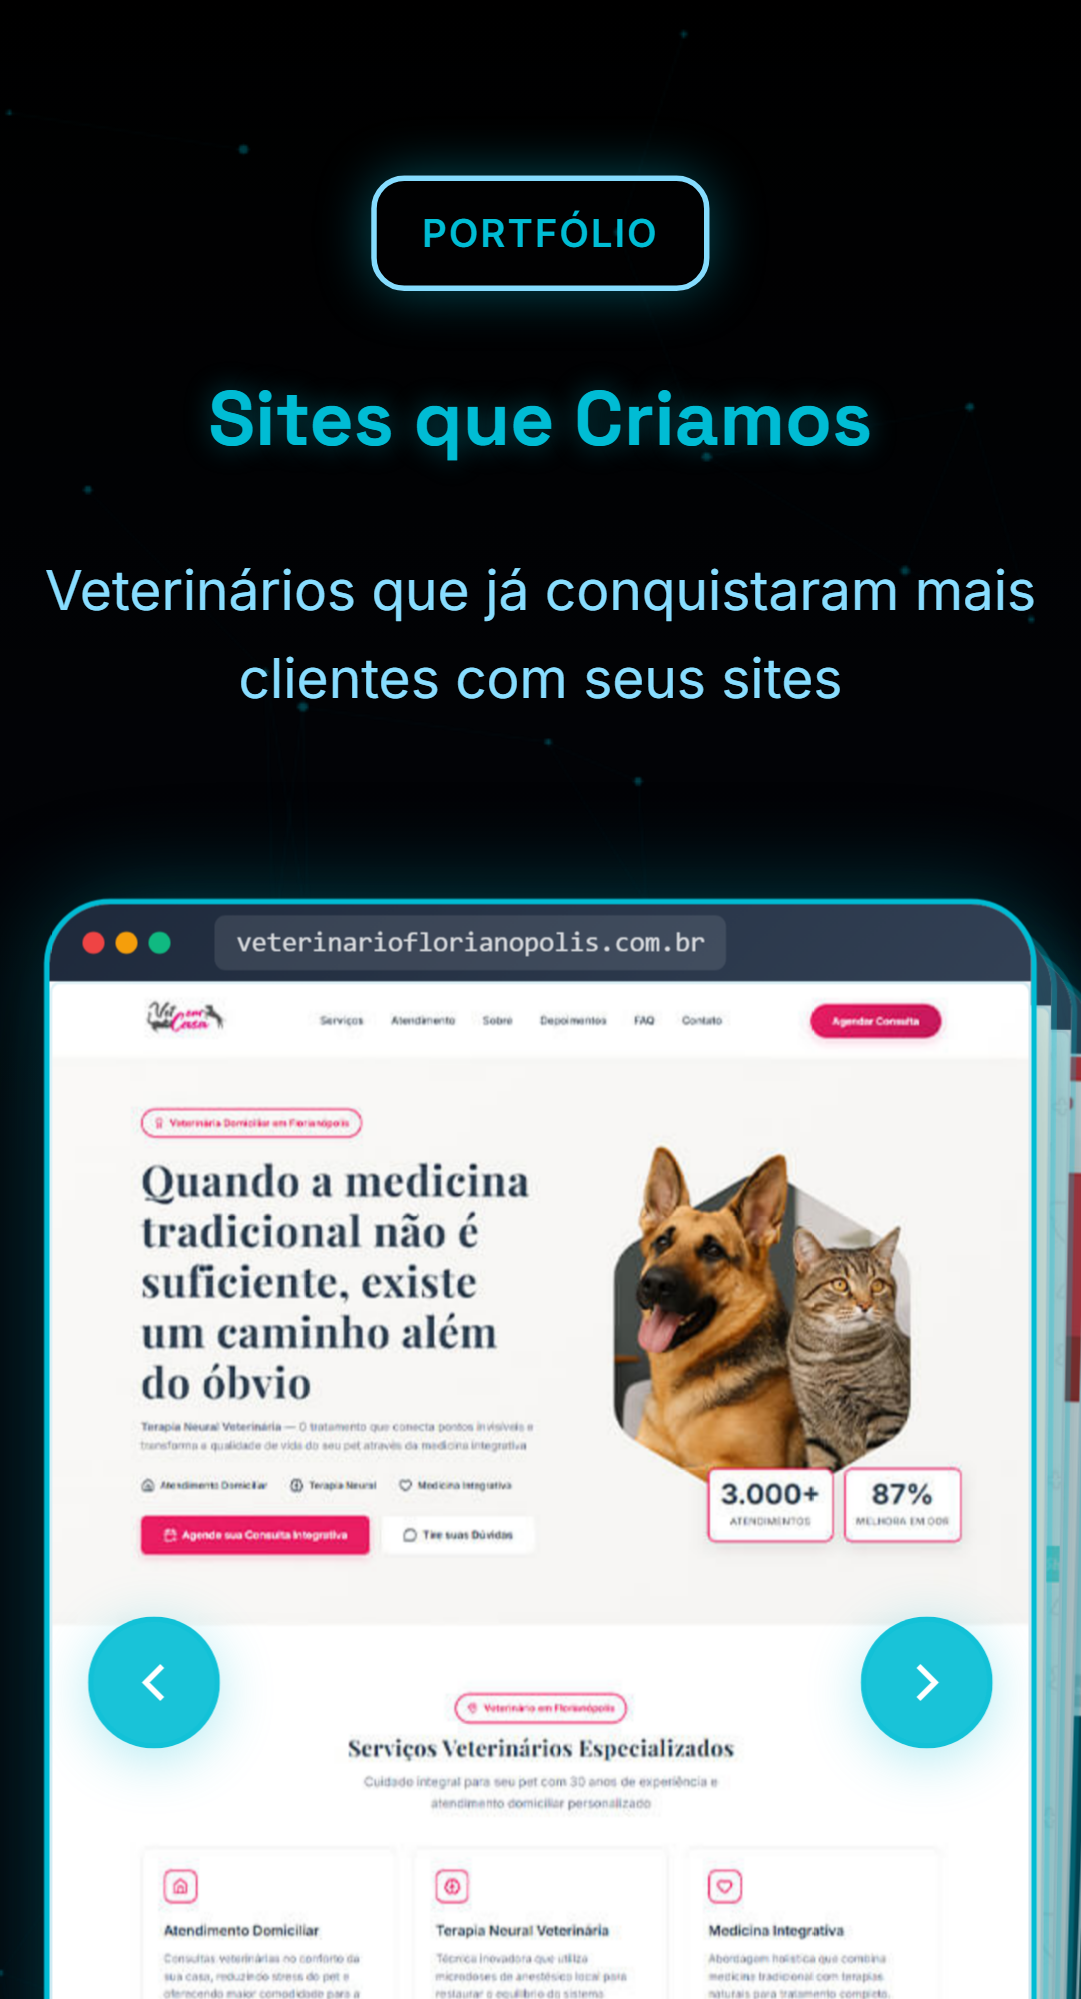 PORTFÓLIO
Sites que Criamos
Veterinários que já conquistaram mais
clientes com seus sites
veterinarioflorianopolis.com.br
Vet em
Casa
Serviços Atendimento Sobre Depoimentos FAQ Contato
Agendar Consulta
Veterinária Domiciliar em Florianópolis
Quando a medicina
tradicional não é
suficiente, existe
um caminho além
do óbvio
Terapia Neural Veterinária — O tratamento que conecta pontos invisíveis e
transforma a qualidade de vida do seu pet através da medicina integrativa
Atendimento Domiciliar Terapia Neural Medicina Integrativa
Agende sua Consulta Integrativa Tire suas Dúvidas
3.000+ 87%
ATENDIMENTOS MELHORA EM DOR
Veterinário em Florianópolis
Serviços Veterinários Especializados
Cuidado integral para seu pet com 30 anos de experiência e
atendimento domiciliar personalizado
Atendimento Domiciliar
Consultas veterinárias no conforto da
sua casa, reduzindo stress do pet e
oferecendo maior comodidade para a
Terapia Neural Veterinária
Técnica inovadora que utiliza
microdoses de anestésico local para
restaurar o equilíbrio do sistema
Medicina Integrativa
Abordagem holística que combina
medicina tradicional com terapias
naturais para tratamento completo.